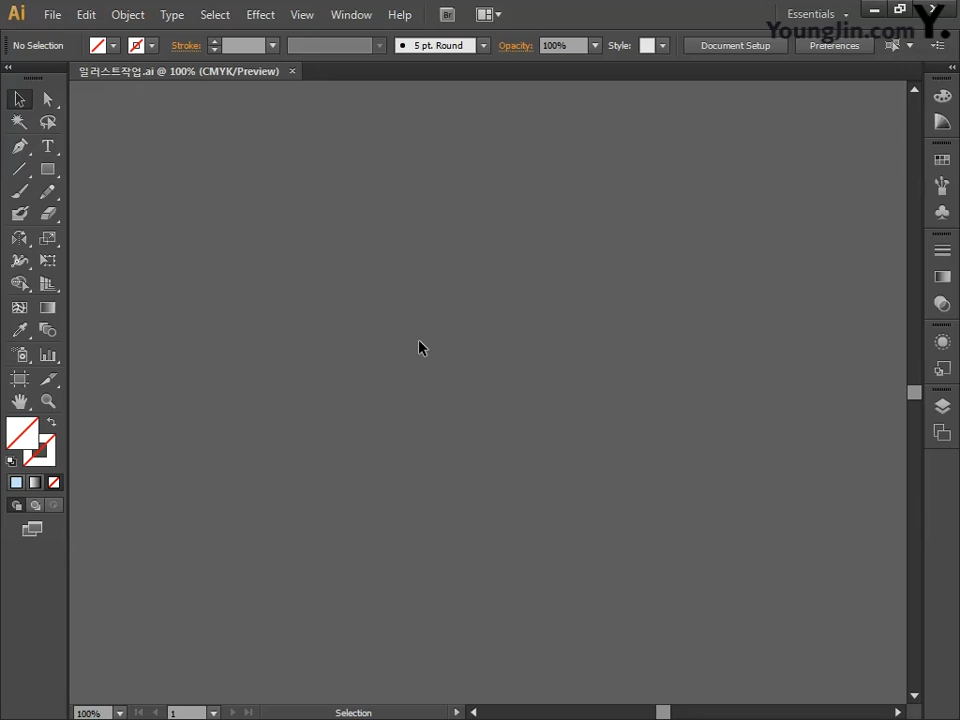 Ai File Edit Object Type Select Effect View Window Help Br Essentials
YoungJin.com Y.
No Selection Stroke: 5 pt. Round Opacity: 100% Style: Document Setup Preferences
일러스트작업.ai @ 100% (CMYK/Preview) ×
T
100% 1 Selection